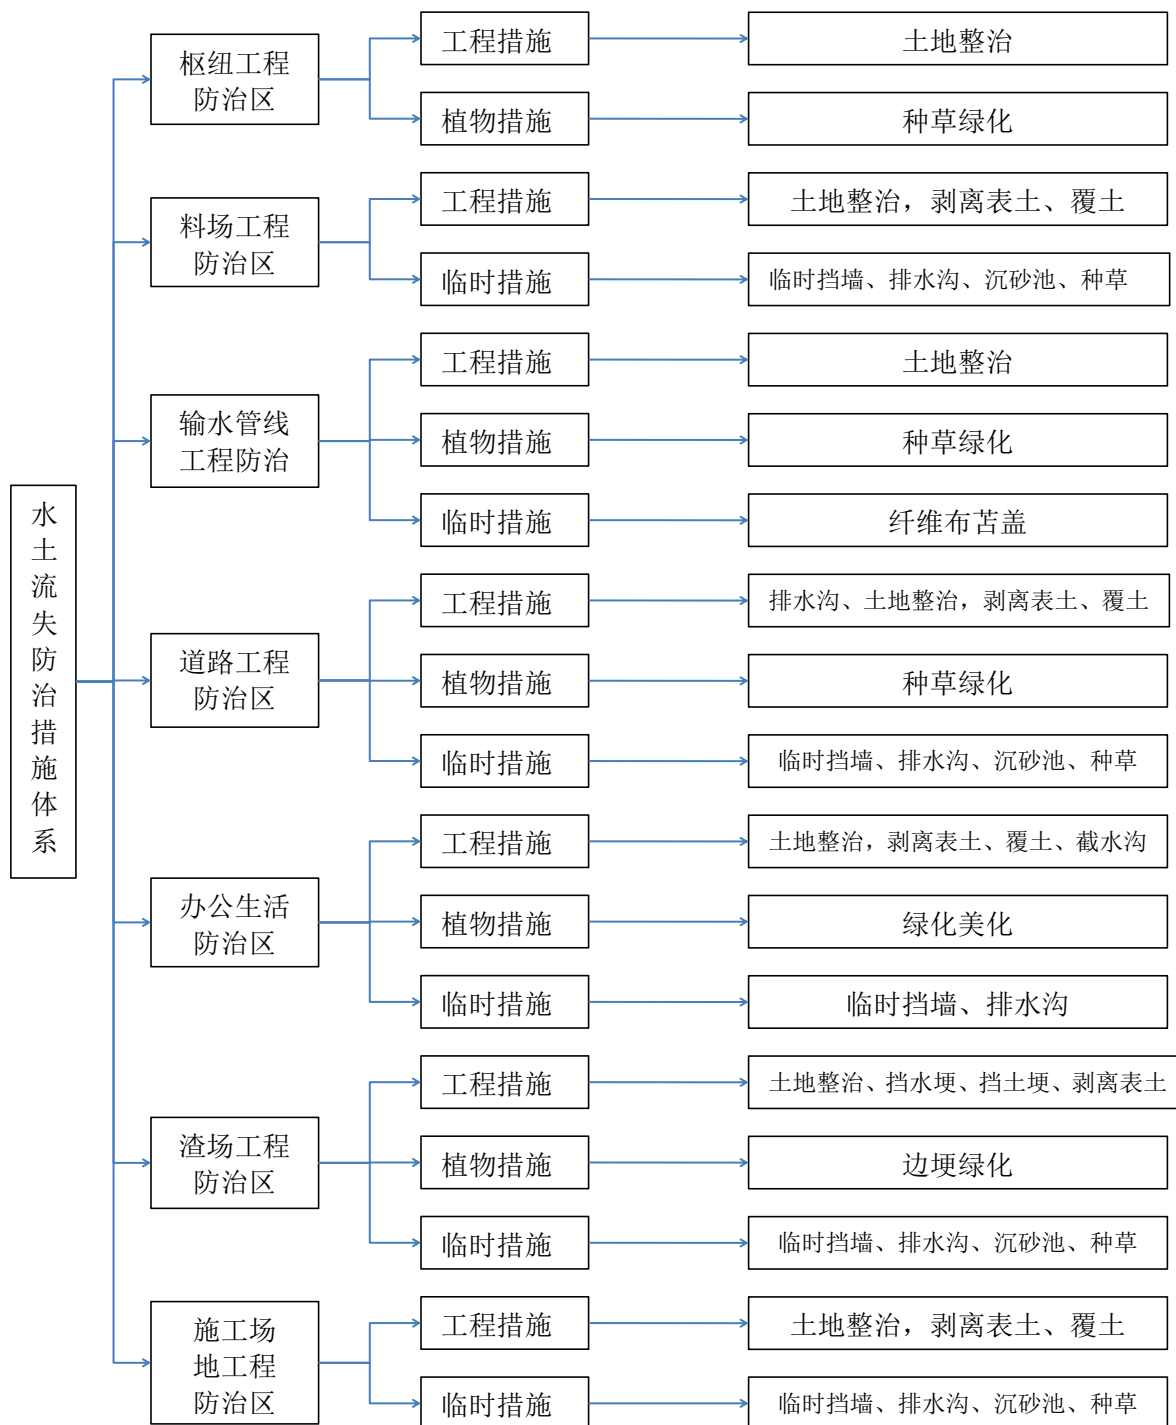 水土流失防治措施体系
枢纽工程
防治区
工程措施
土地整治
植物措施
种草绿化
料场工程
防治区
工程措施
土地整治，剥离表土、覆土
临时措施
临时挡墙、排水沟、沉砂池、种草
输水管线
工程防治
工程措施
土地整治
植物措施
种草绿化
临时措施
纤维布苫盖
道路工程
防治区
工程措施
排水沟、土地整治，剥离表土、覆土
植物措施
种草绿化
临时措施
临时挡墙、排水沟、沉砂池、种草
办公生活
防治区
工程措施
土地整治，剥离表土、覆土、截水沟
植物措施
绿化美化
临时措施
临时挡墙、排水沟
渣场工程
防治区
工程措施
土地整治、挡水埂、挡土埂、剥离表土
植物措施
边埂绿化
临时措施
临时挡墙、排水沟、沉砂池、种草
施工场
地工程
防治区
工程措施
土地整治，剥离表土、覆土
临时措施
临时挡墙、排水沟、沉砂池、种草